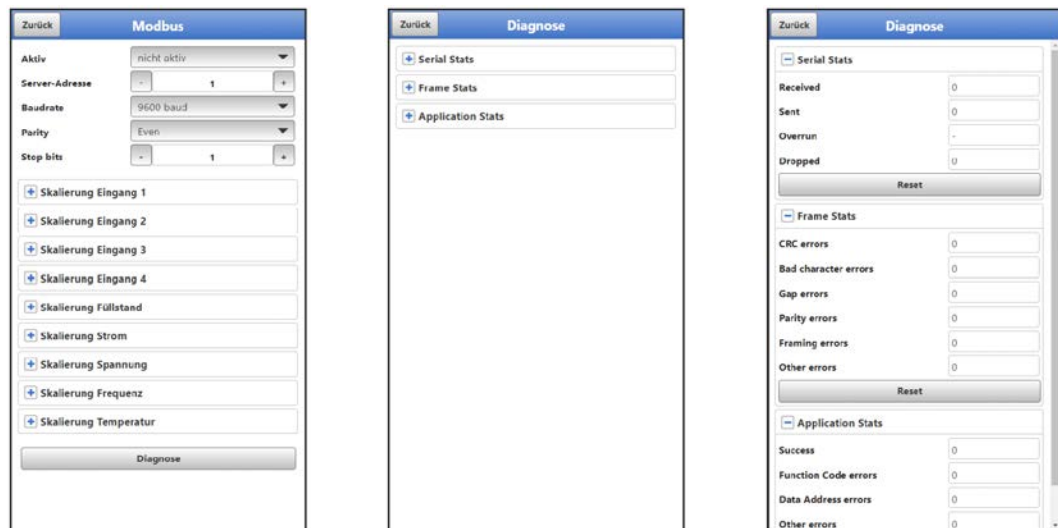 Zurück Modbus
Aktiv nicht aktiv
Server-Adresse - 1 +
Baudrate 9600 baud
Parity Even
Stop bits - 1 +
+ Skalierung Eingang 1
+ Skalierung Eingang 2
+ Skalierung Eingang 3
+ Skalierung Eingang 4
+ Skalierung Füllstand
+ Skalierung Strom
+ Skalierung Spannung
+ Skalierung Frequenz
+ Skalierung Temperatur
Diagnose
Zurück Diagnose
+ Serial Stats
+ Frame Stats
+ Application Stats
Zurück Diagnose
- Serial Stats
Received 0
Sent 0
Overrun -
Dropped 0
Reset
- Frame Stats
CRC errors 0
Bad character errors 0
Gap errors 0
Parity errors 0
Framing errors 0
Other errors 0
Reset
- Application Stats
Success 0
Function Code errors 0
Data Address errors 0
Other errors 0